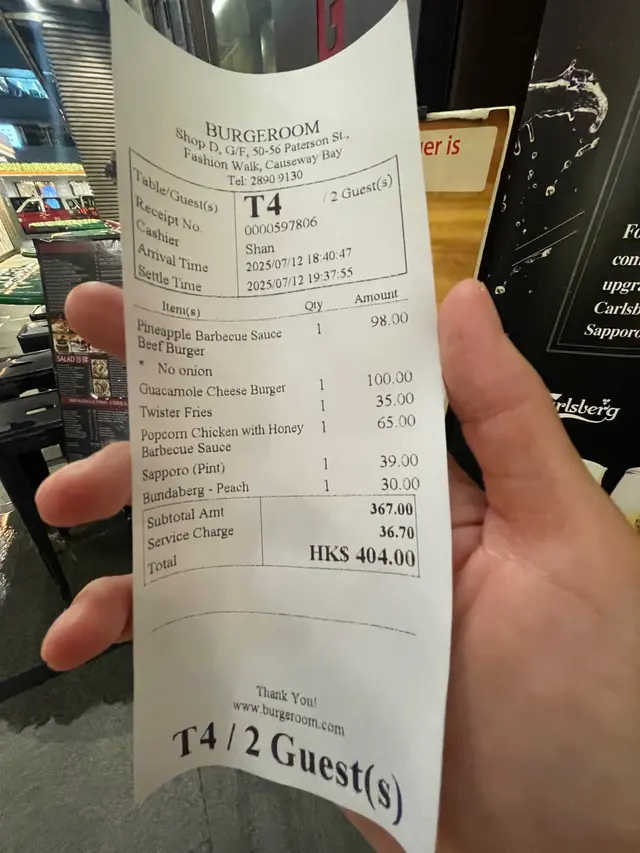 BURGEROOM
Shop D, G/F, 50-56 Paterson St.,
Fashion Walk, Causeway Bay
Tel: 2890 9130
Table/Guest(s) T4 / 2 Guest(s)
Receipt No. 0000597806
Cashier Shan
Arrival Time 2025/07/12 18:40:47
Settle Time 2025/07/12 19:37:55
Item(s) Qty Amount
Pineapple Barbecue Sauce 1 98.00
Beef Burger
* No onion
Guacamole Cheese Burger 1 100.00
Twister Fries 1 35.00
Popcorn Chicken with Honey 1 65.00
Barbecue Sauce
Sapporo (Pint) 1 39.00
Bundaberg - Peach 1 30.00
Subtotal Amt 367.00
Service Charge 36.70
Total HK$ 404.00
Thank You!
www.burgeroom.com
T4 / 2 Guest(s)
er is
upgra
Carlsb
Sapporo
rlsberg
SALAD